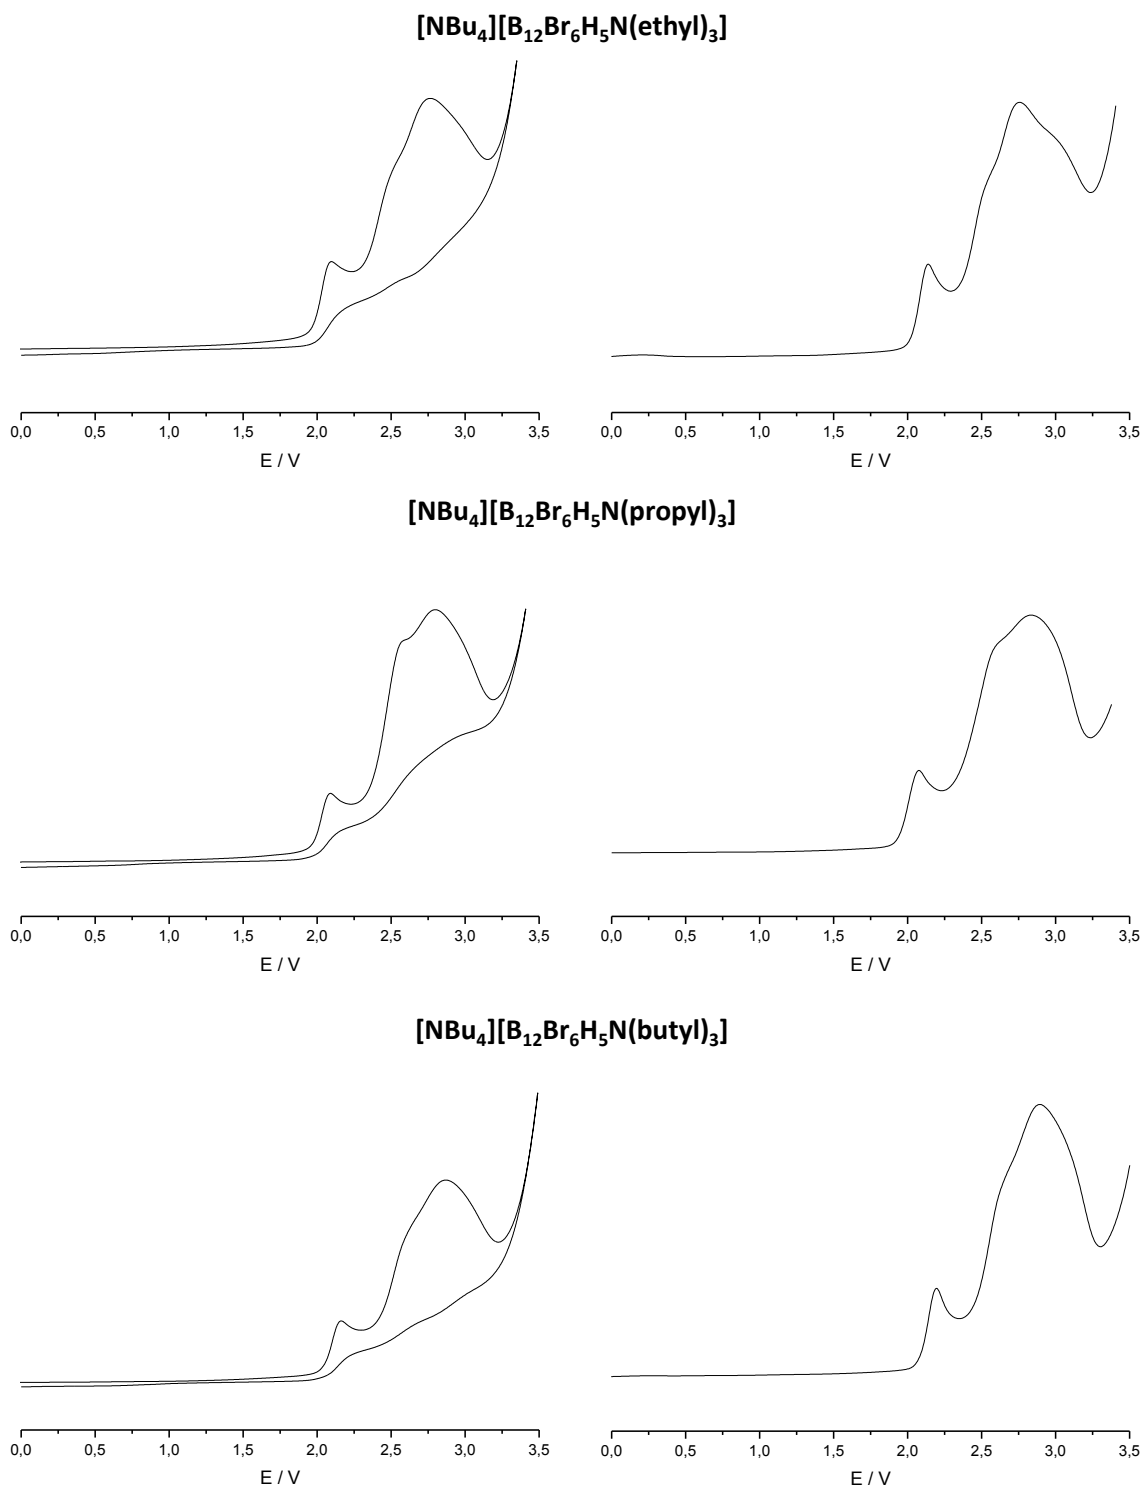 [NBu₄][B₁₂Br₆H₅N(ethyl)₃]
0,0 0,5 1,0 1,5 2,0 2,5 3,0 3,5 0,0 0,5 1,0 1,5 2,0 2,5 3,0 3,5
E / V E / V
[NBu₄][B₁₂Br₆H₅N(propyl)₃]
0,0 0,5 1,0 1,5 2,0 2,5 3,0 3,5 0,0 0,5 1,0 1,5 2,0 2,5 3,0 3,5
E / V E / V
[NBu₄][B₁₂Br₆H₅N(butyl)₃]
0,0 0,5 1,0 1,5 2,0 2,5 3,0 3,5 0,0 0,5 1,0 1,5 2,0 2,5 3,0 3,5
E / V E / V